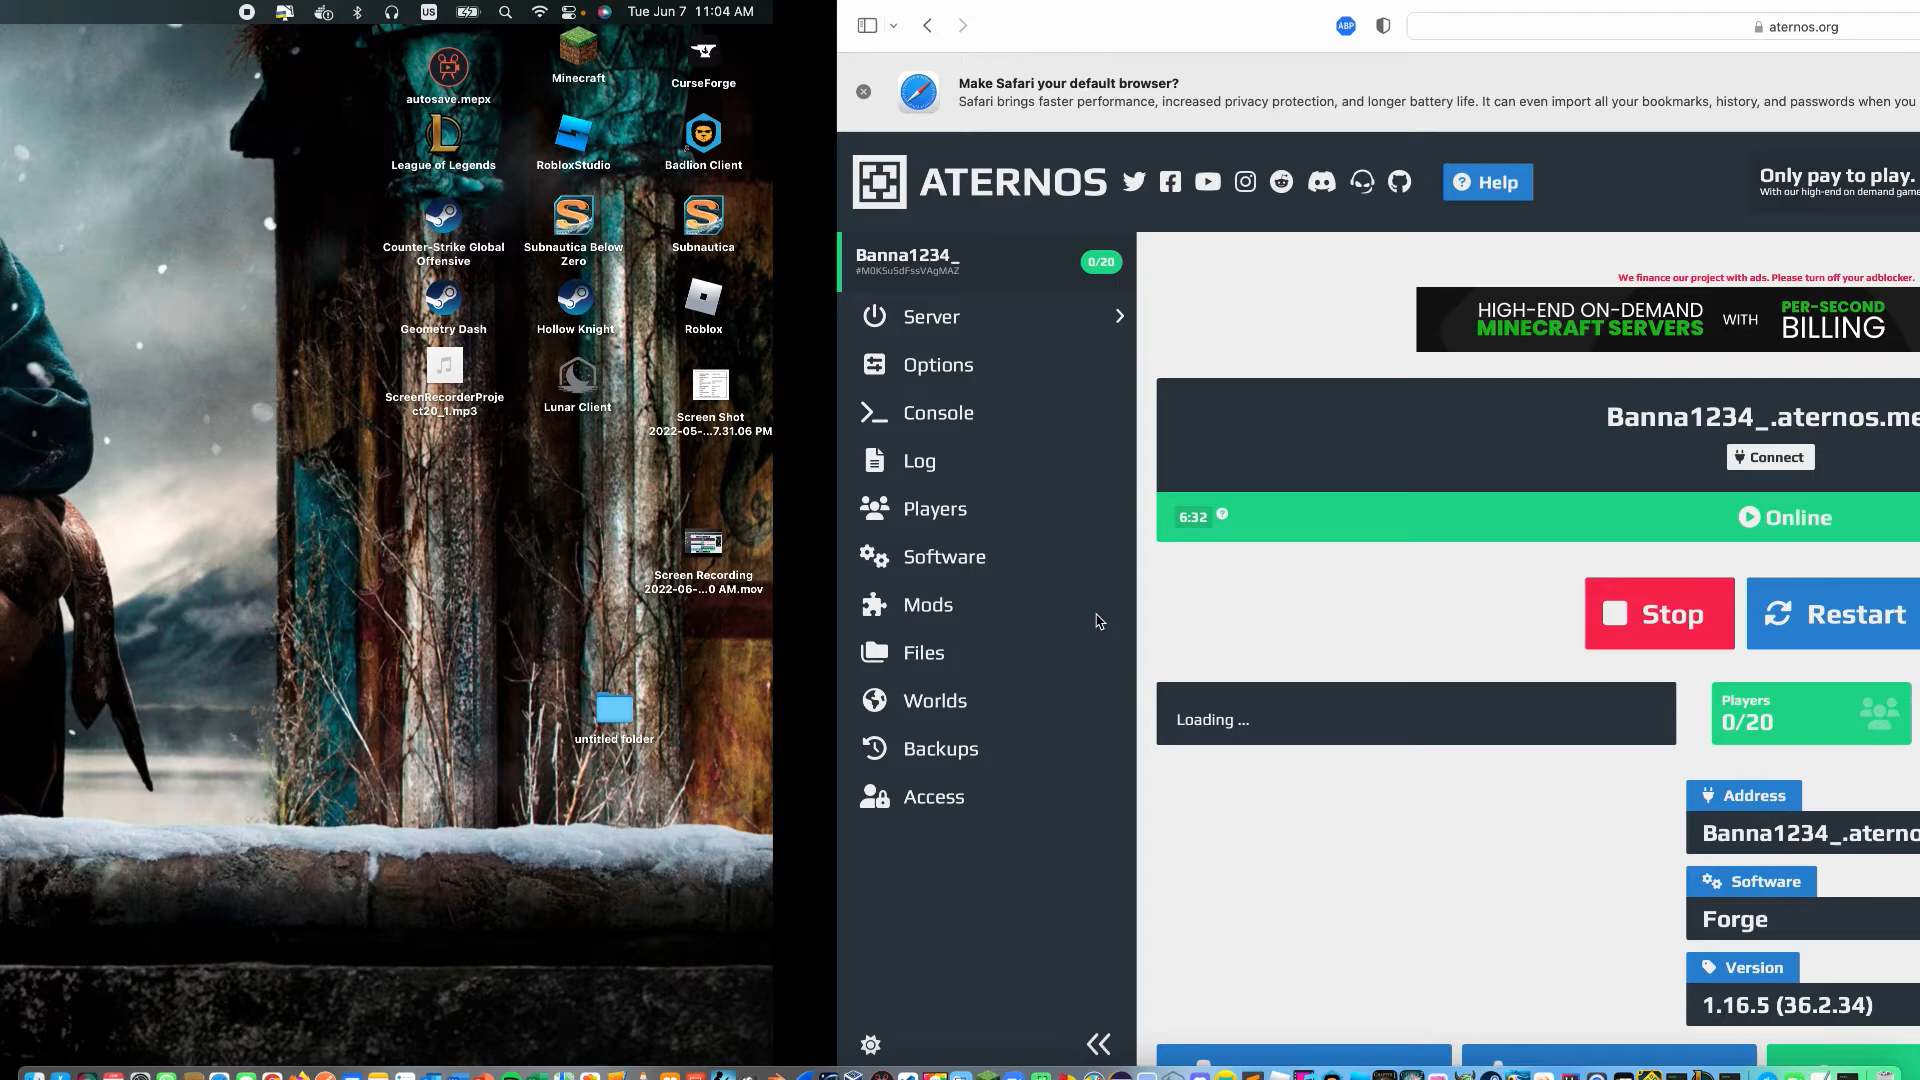 US
Tue Jun 7 11:04 AM
autosave.mepx
Minecraft
CurseForge
League of Legends
RobloxStudio
Badlion Client
Counter-Strike Global
Offensive
Subnautica Below
Zero
Subnautica
Geometry Dash
Hollow Knight
Roblox
ScreenRecorderProje
ct20_1.mp3
Lunar Client
Screen Shot
2022-05-...7.31.06 PM
Screen Recording
2022-06-...0 AM.mov
untitled folder
ABP
aternos.org
Make Safari your default browser?
Safari brings faster performance, increased privacy protection, and longer battery life. It can even import all your bookmarks, history, and passwords when you
ATERNOS
Help
Only pay to play.
With our high-end on demand game
Banna1234_
#M0KSuSdFssVAgMAZ
0/20
Server
Options
Console
Log
Players
Software
Mods
Files
Worlds
Backups
Access
We finance our project with ads. Please turn off your adblocker.
HIGH-END ON-DEMAND
MINECRAFT SERVERS
WITH
PER-SECOND
BILLING
Banna1234_.aternos.me
Connect
6:32
Online
Stop
Restart
Loading ...
Players
0/20
Address
Banna1234_.aterno
Software
Forge
Version
1.16.5 (36.2.34)